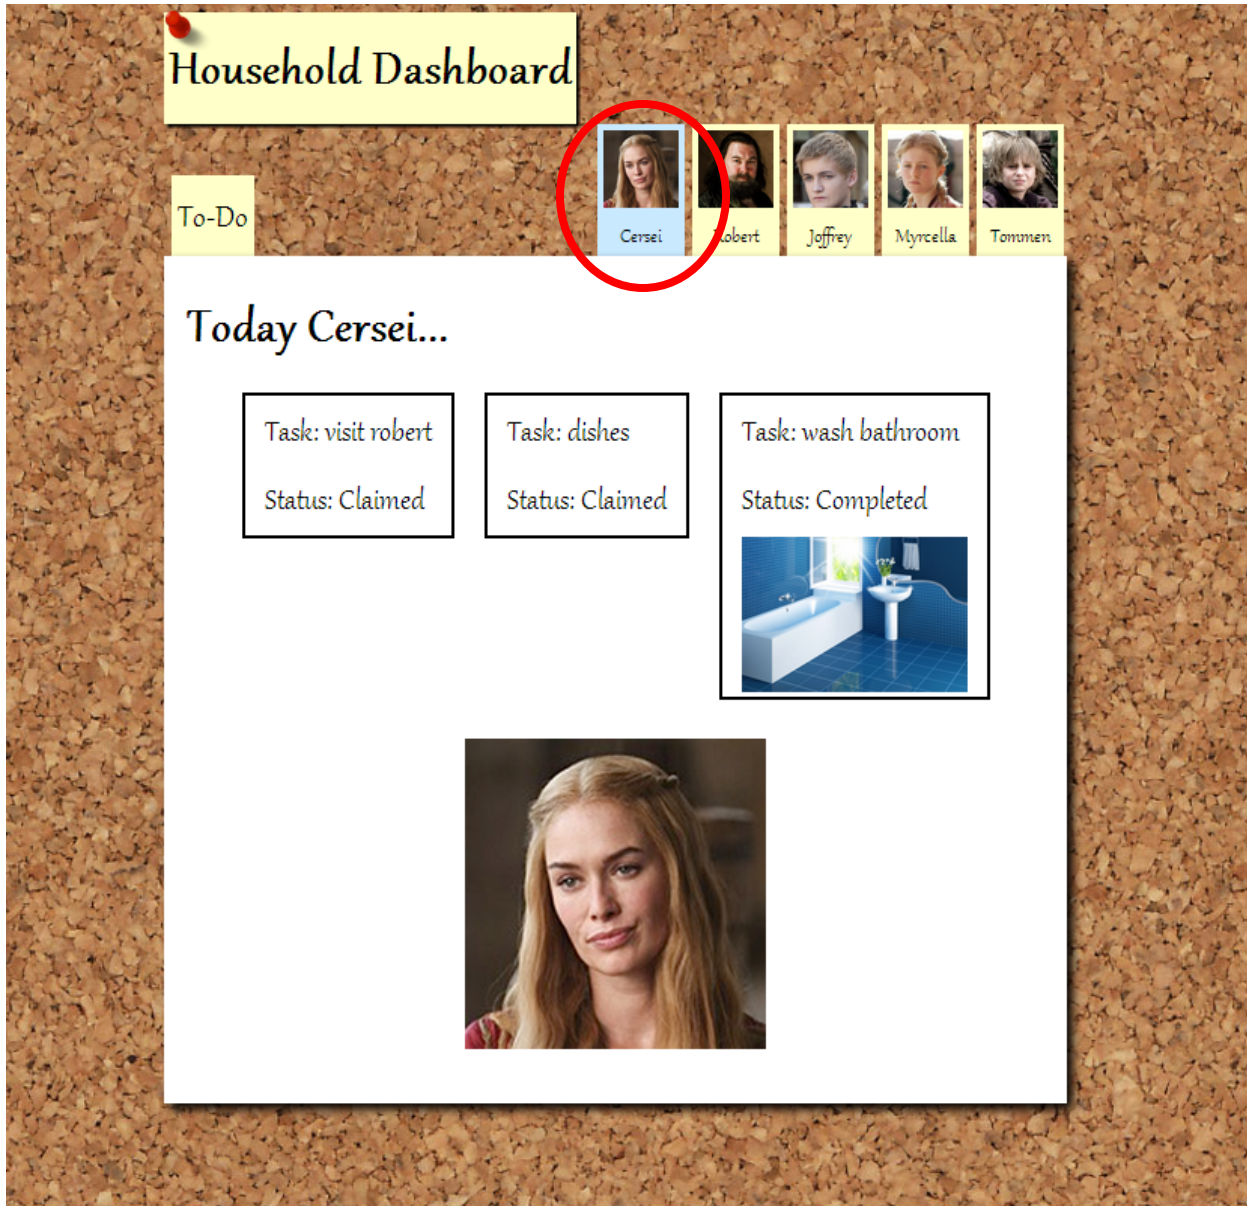 Household Dashboard
To-Do
Cersei
Robert
Joffrey
Myrcella
Tommen
Today Cersei...
Task: visit robert
Status: Claimed
Task: dishes
Status: Claimed
Task: wash bathroom
Status: Completed